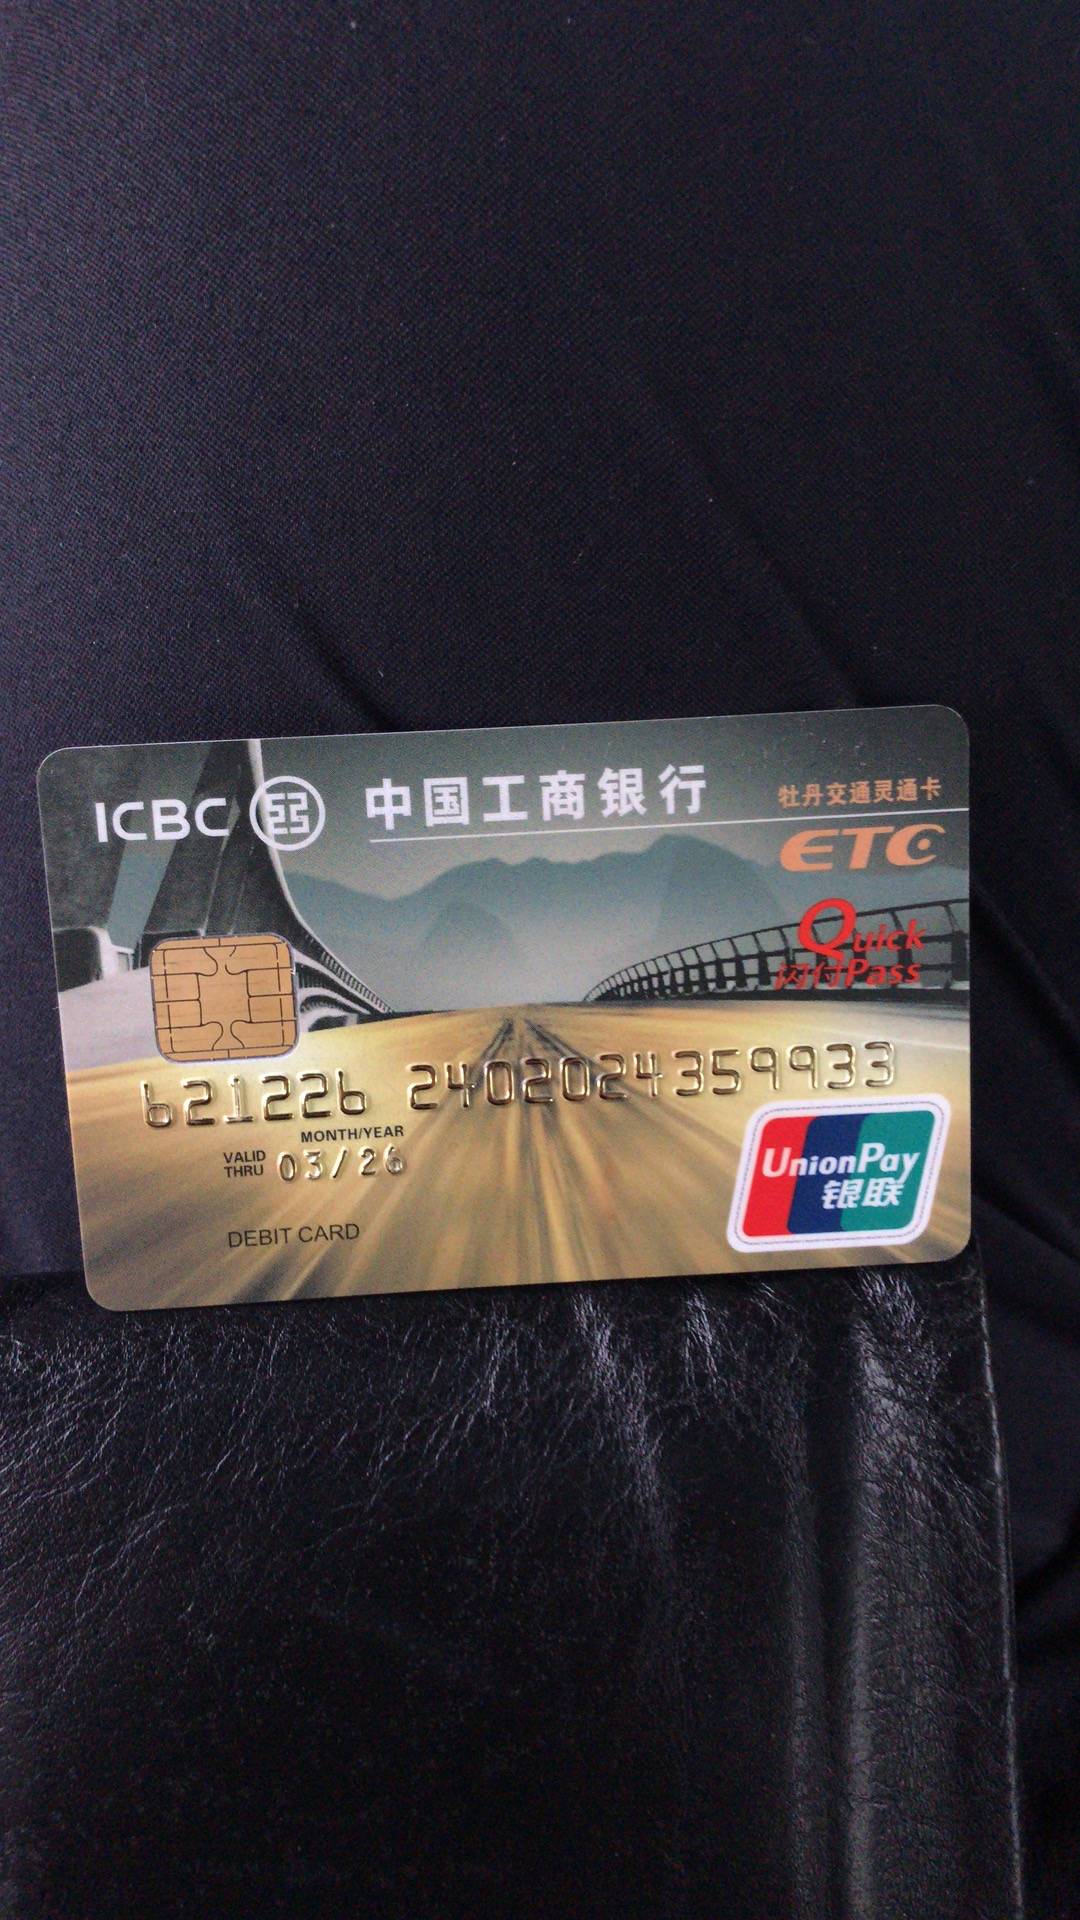 ICBC 中国工商银行
牡丹交通灵通卡
ETC
Quick
闪付Pass
621226 2402024359933
MONTH/YEAR
VALID THRU 03/26
DEBIT CARD
UnionPay
银联